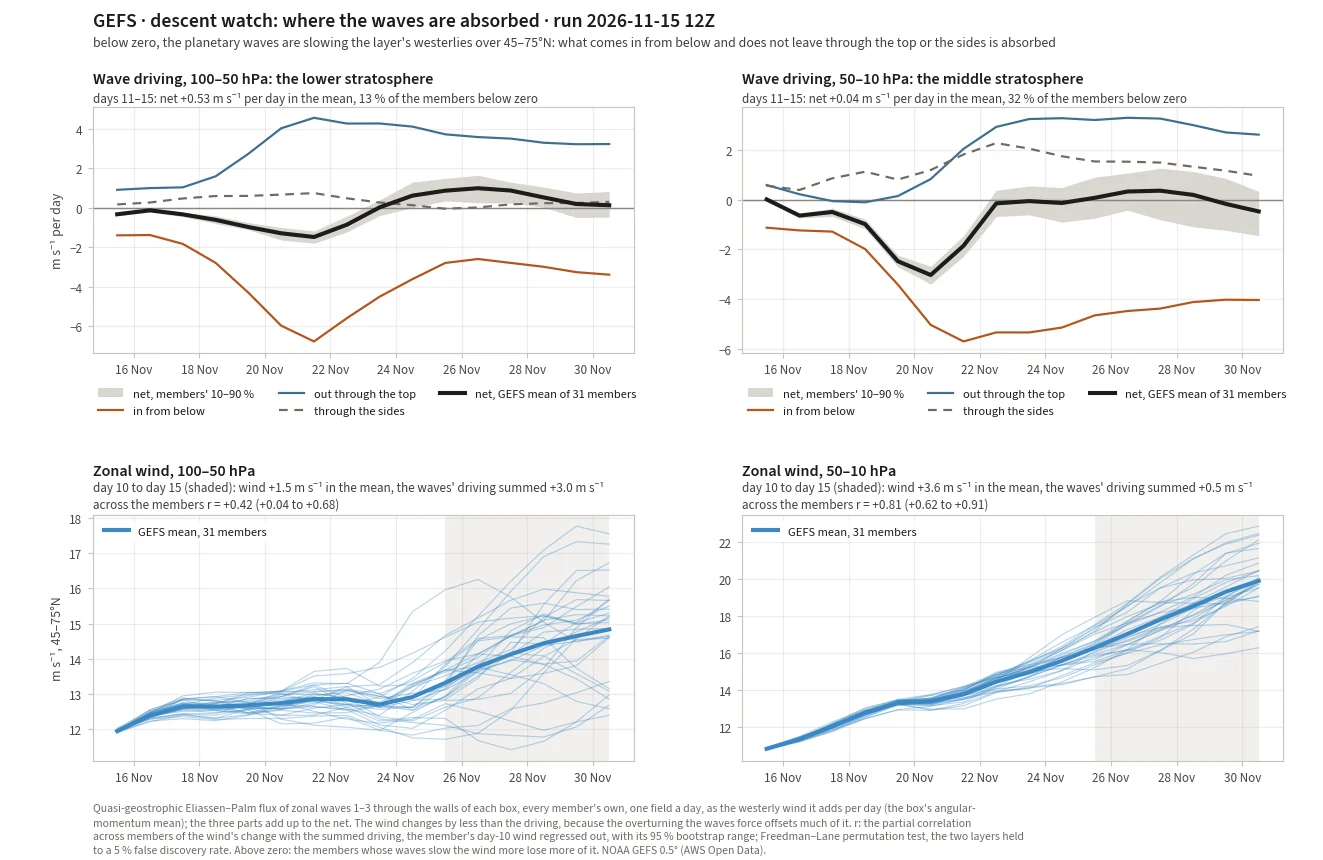 GEFS · descent watch: where the waves are absorbed · run 2026-11-15 12Z
below zero, the planetary waves are slowing the layer's westerlies over 45–75°N: what comes in from below and does not leave through the top or the sides is absorbed
Wave driving, 100–50 hPa: the lower stratosphere
days 11–15: net +0.53 m s⁻¹ per day in the mean, 13 % of the members below zero
4
2
0
−2
−4
−6
m s⁻¹ per day
16 Nov 18 Nov 20 Nov 22 Nov 24 Nov 26 Nov 28 Nov 30 Nov
net, members' 10–90 % out through the top net, GEFS mean of 31 members
in from below through the sides
Wave driving, 50–10 hPa: the middle stratosphere
days 11–15: net +0.04 m s⁻¹ per day in the mean, 32 % of the members below zero
2
0
−2
−4
−6
16 Nov 18 Nov 20 Nov 22 Nov 24 Nov 26 Nov 28 Nov 30 Nov
net, members' 10–90 % out through the top net, GEFS mean of 31 members
in from below through the sides
Zonal wind, 100–50 hPa
day 10 to day 15 (shaded): wind +1.5 m s⁻¹ in the mean, the waves' driving summed +3.0 m s⁻¹
across the members r = +0.42 (+0.04 to +0.68)
GEFS mean, 31 members
18
17
16
15
14
13
12
m s⁻¹, 45–75°N
16 Nov 18 Nov 20 Nov 22 Nov 24 Nov 26 Nov 28 Nov 30 Nov
Zonal wind, 50–10 hPa
day 10 to day 15 (shaded): wind +3.6 m s⁻¹ in the mean, the waves' driving summed +0.5 m s⁻¹
across the members r = +0.81 (+0.62 to +0.91)
GEFS mean, 31 members
22
20
18
16
14
12
16 Nov 18 Nov 20 Nov 22 Nov 24 Nov 26 Nov 28 Nov 30 Nov
Quasi-geostrophic Eliassen–Palm flux of zonal waves 1–3 through the walls of each box, every member's own, one field a day, as the westerly wind it adds per day (the box's angular-
momentum mean); the three parts add up to the net. The wind changes by less than the driving, because the overturning the waves force offsets much of it. r: the partial correlation
across members of the wind's change with the summed driving, the member's day-10 wind regressed out, with its 95 % bootstrap range; Freedman–Lane permutation test, the two layers held
to a 5 % false discovery rate. Above zero: the members whose waves slow the wind more lose more of it. NOAA GEFS 0.5° (AWS Open Data).